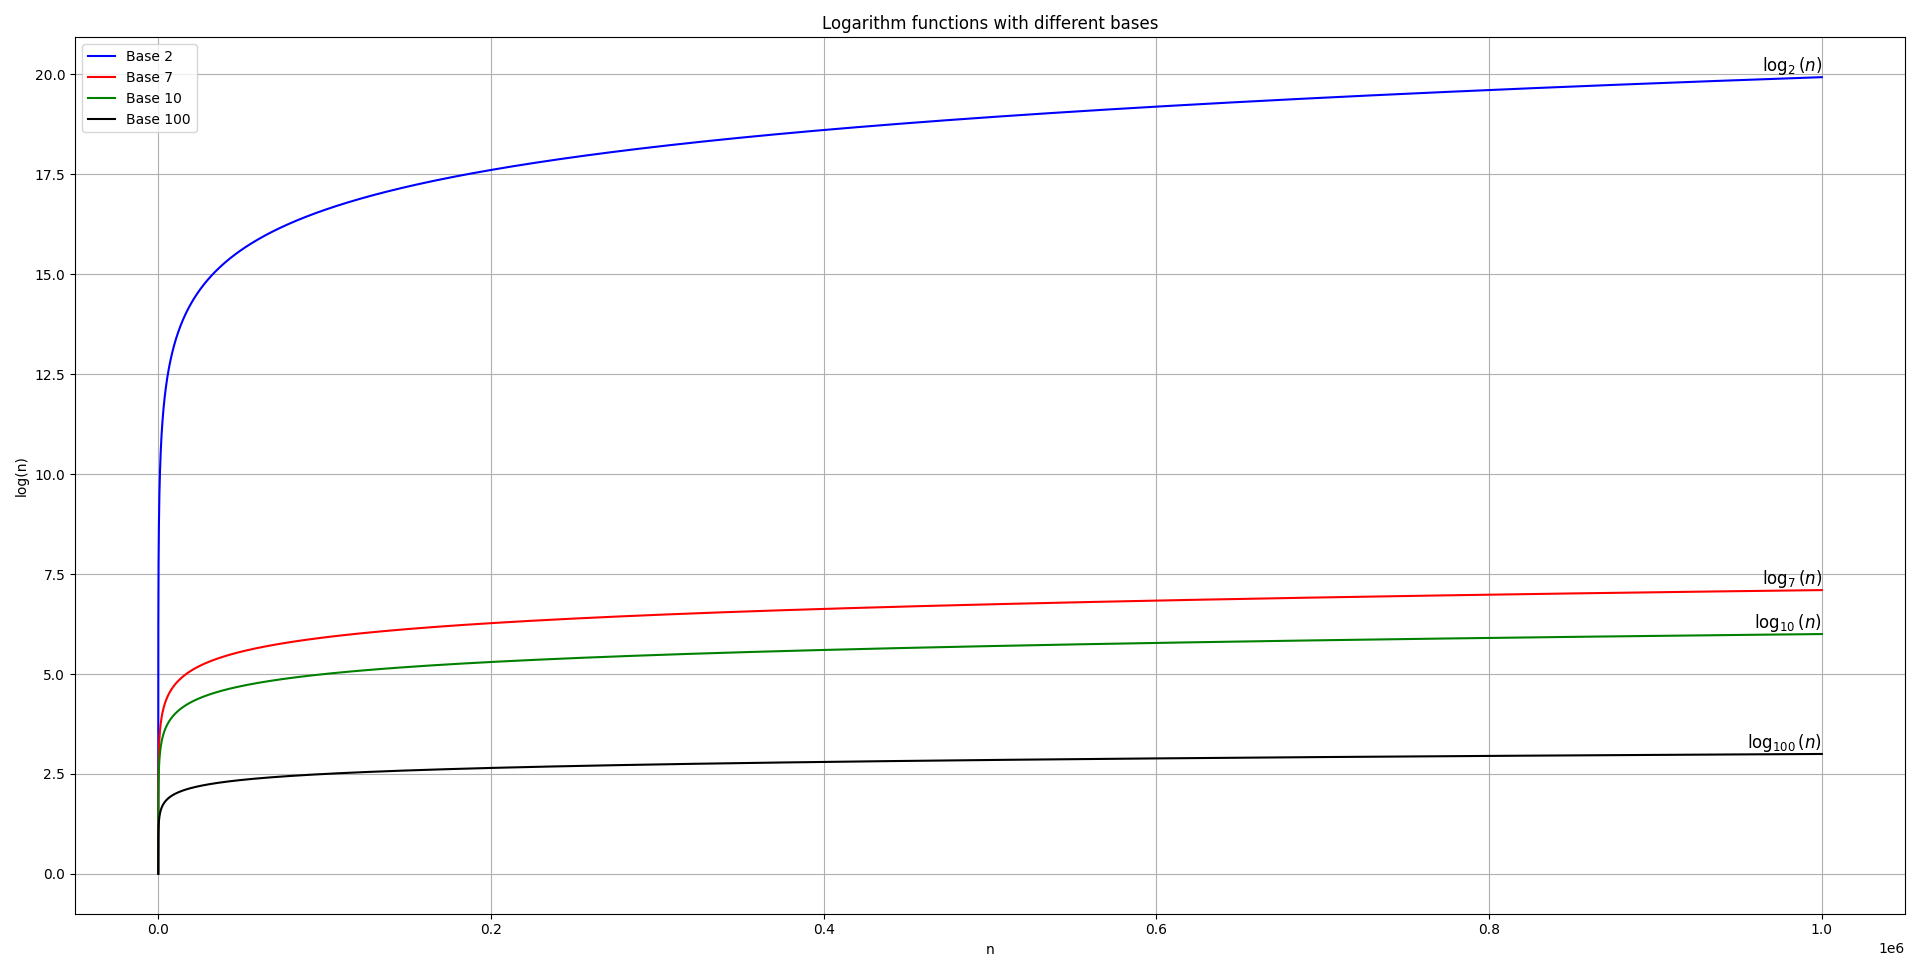 Logarithm functions with different bases
Base 2
Base 7
Base 10
Base 100
log₂(n)
log₇(n)
log₁₀(n)
log₁₀₀(n)
20.0
17.5
15.0
12.5
10.0
7.5
5.0
2.5
0.0
log(n)
0.0 0.2 0.4 0.6 0.8 1.0
1e6
n